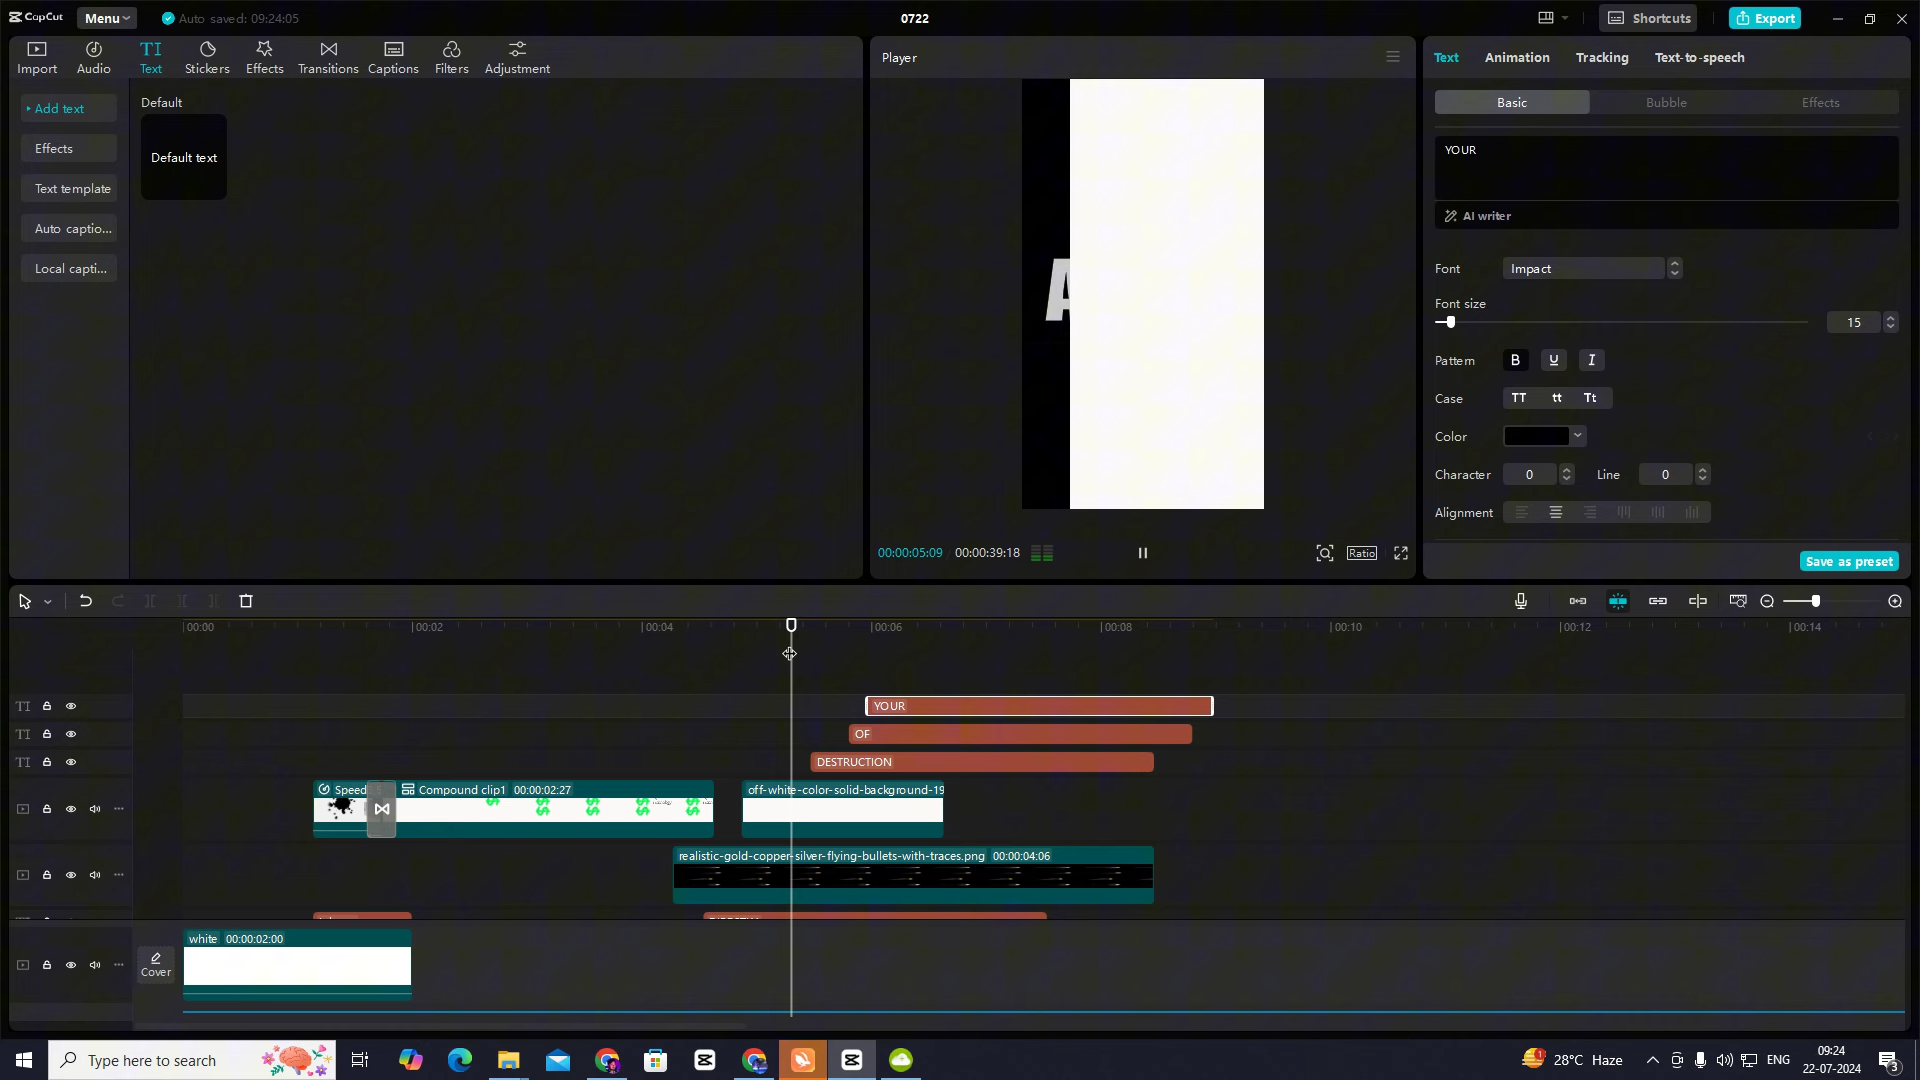 CapCut
Menu
Auto saved: 09:24:05
0722
Shortcuts
Export
Import
Audio
TI
Text
Stickers
Effects
Transitions
Captions
Filters
Adjustment
Add text
Effects
Text template
Auto captio...
Local capti...
Default
Default text
Player
A
00:00:05:09
00:00:39:18
Ratio
Text
Animation
Tracking
Text-to-speech
Basic
Bubble
Effects
YOUR
AI writer
Font
Impact
Font size
15
Pattern
B
U
I
Case
TT
tt
Tt
Color
Character
0
Line
0
Alignment
Save as preset
00:00
00:02
00:04
00:06
00:08
00:10
00:12
00:14
TI
YOUR
TI
OF
TI
DESTRUCTION
Speed
Compound clip1
00:00:02:27
off-white-color-solid-background-19
realistic-gold-copper-silver-flying-bullets-with-traces.png
00:00:04:06
white
00:00:02:00
Cover
Type here to search
28°C Haze
ENG
09:24
22-07-2024
3